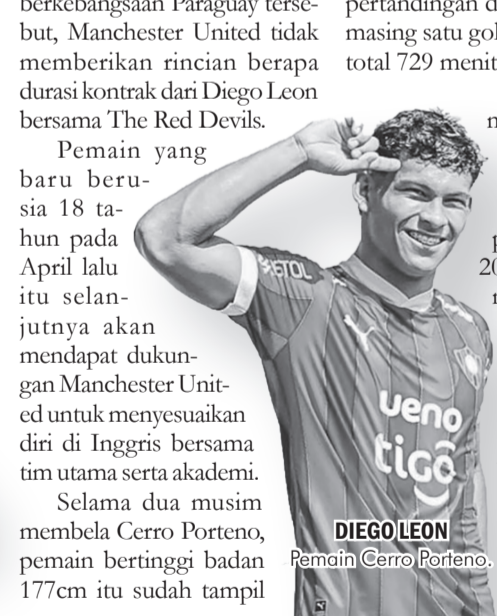 berkebangsaan Paraguay terse-
but, Manchester United tidak
memberikan rincian berapa
durasi kontrak dari Diego Leon
bersama The Red Devils.
Pemain yang
baru beru-
sia 18 ta-
hun pada
April lalu
itu selan-
jutnya akan
mendapat dukun-
gan Manchester Unit-
ed untuk menyesuaikan
diri di Inggris bersama
tim utama serta akademi.
Selama dua musim
membela Cerro Porteno,
pemain bertinggi badan
177cm itu sudah tampil
pertandingan
masing satu
total 729 menit
ueno
tigo
DIEGO LEON
Pemain Cerro Porteno.